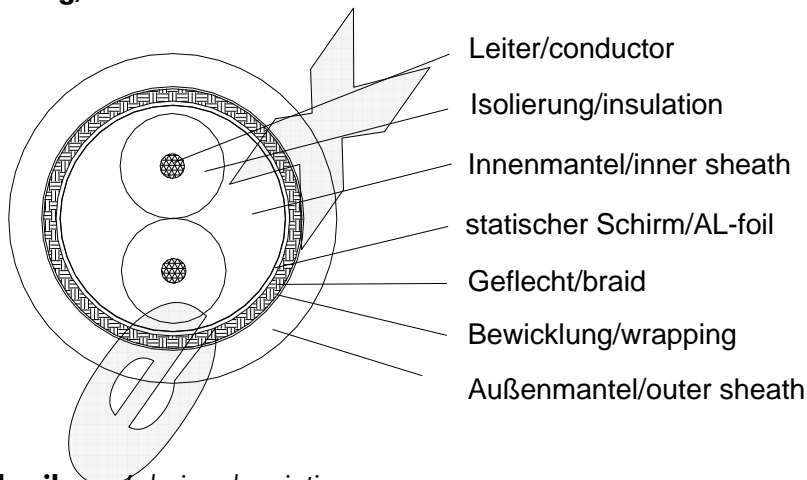 Leiter/conductor
Isolierung/insulation
Innenmantel/inner sheath
statischer Schirm/AL-foil
Geflecht/braid
Bewicklung/wrapping
Außenmantel/outer sheath